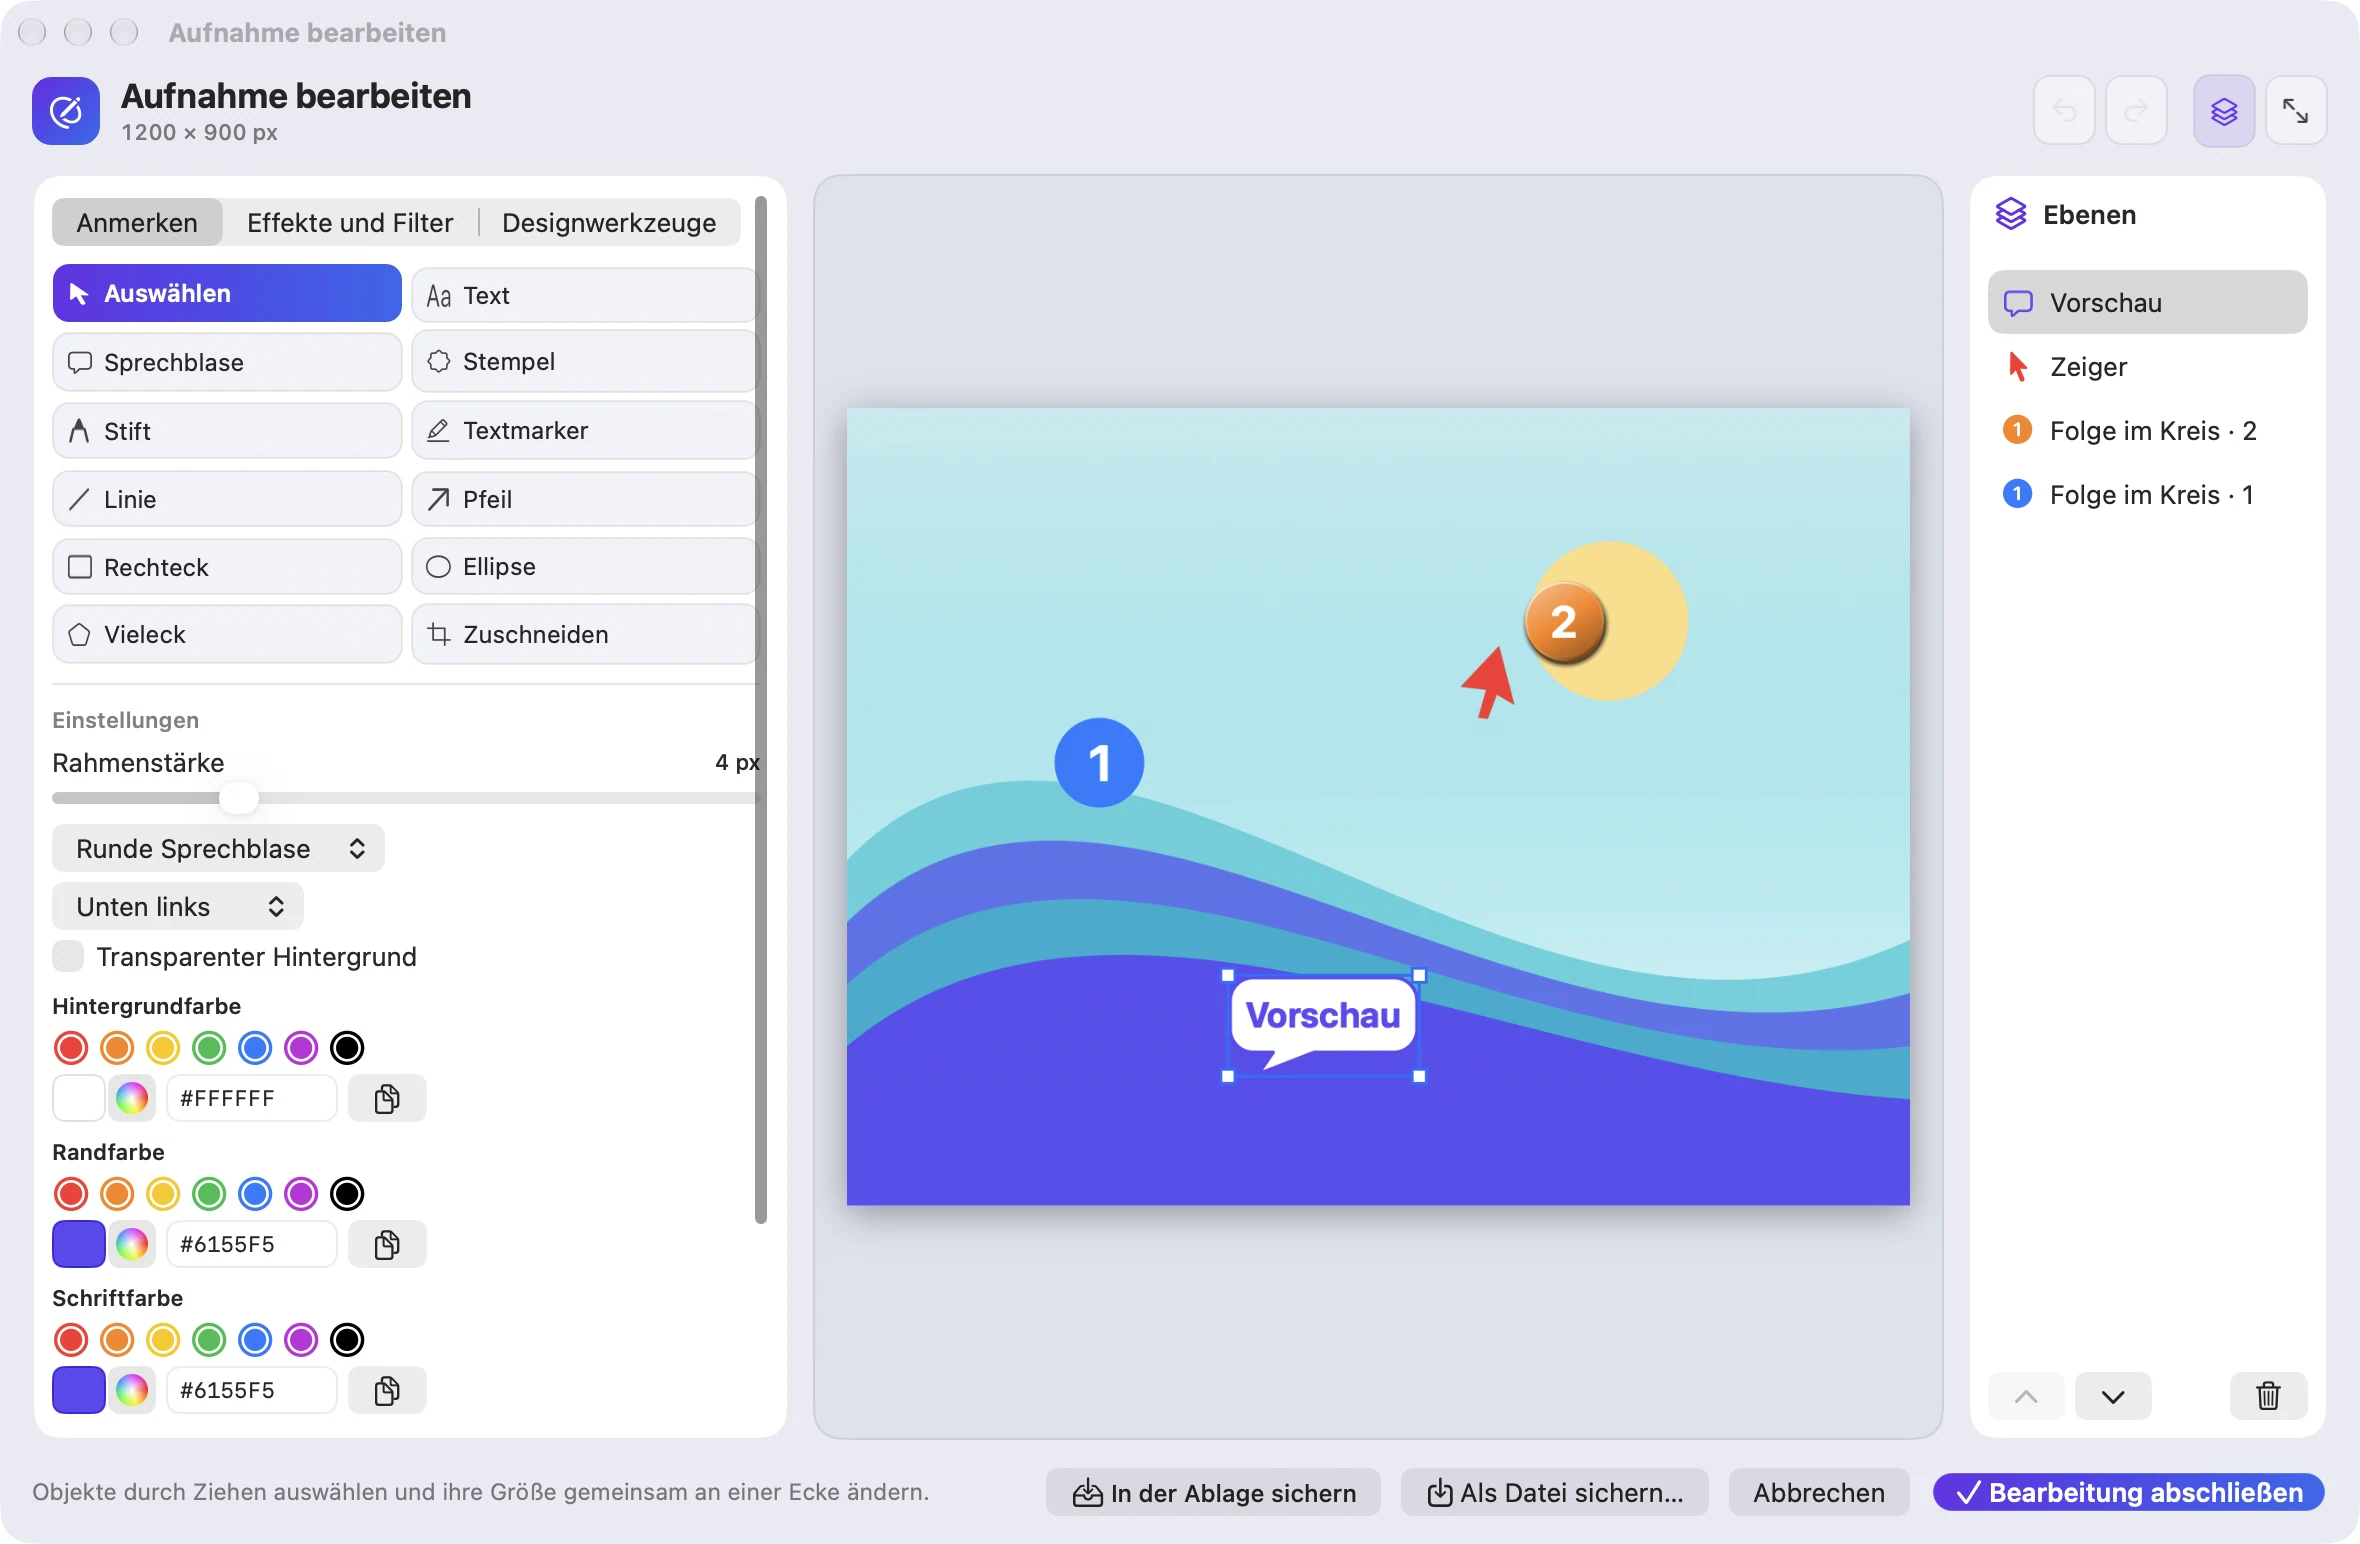 Aufnahme bearbeiten
Aufnahme bearbeiten
1200 × 900 px
Anmerken
Effekte und Filter
Designwerkzeuge
Auswählen
Aa Text
Sprechblase
Stempel
Stift
Textmarker
Linie
Pfeil
Rechteck
Ellipse
Vieleck
Zuschneiden
Einstellungen
Rahmenstärke
4 px
Runde Sprechblase
Unten links
Transparenter Hintergrund
Hintergrundfarbe
#FFFFFF
Randfarbe
#6155F5
Schriftfarbe
#6155F5
2
1
Vorschau
Ebenen
Vorschau
Zeiger
1 Folge im Kreis · 2
1 Folge im Kreis · 1
Objekte durch Ziehen auswählen und ihre Größe gemeinsam an einer Ecke ändern.
In der Ablage sichern
Als Datei sichern...
Abbrechen
Bearbeitung abschließen